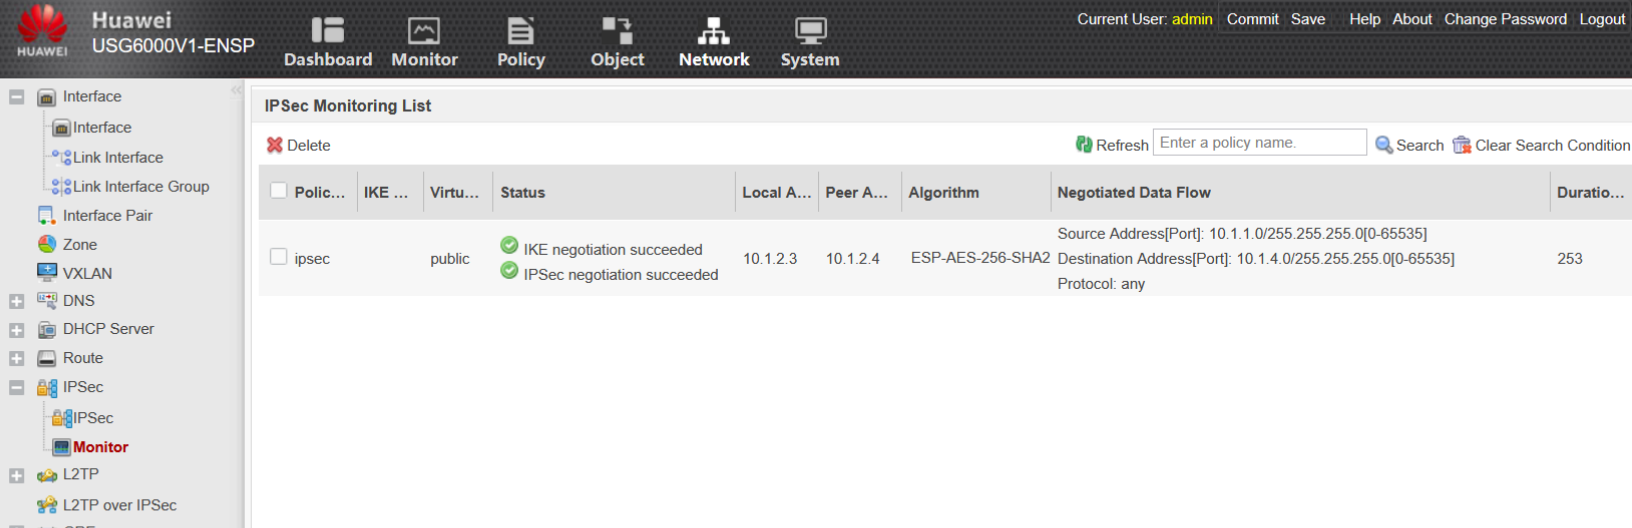 Huawei
USG6000V1-ENSP
HUAWEI
Dashboard Monitor Policy Object Network System
Current User: admin Commit Save Help About Change Password Logout
Interface
Interface
Link Interface
Link Interface Group
Interface Pair
Zone
VXLAN
DNS
DHCP Server
Route
IPSec
IPSec
Monitor
L2TP
L2TP over IPSec
IPSec Monitoring List
Delete
Refresh Enter a policy name. Search Clear Search Condition
Polic... IKE ... Virtu... Status Local A... Peer A... Algorithm Negotiated Data Flow Duratio...
ipsec public IKE negotiation succeeded
IPSec negotiation succeeded
10.1.2.3 10.1.2.4 ESP-AES-256-SHA2
Source Address[Port]: 10.1.1.0/255.255.255.0[0-65535]
Destination Address[Port]: 10.1.4.0/255.255.255.0[0-65535]
Protocol: any
253